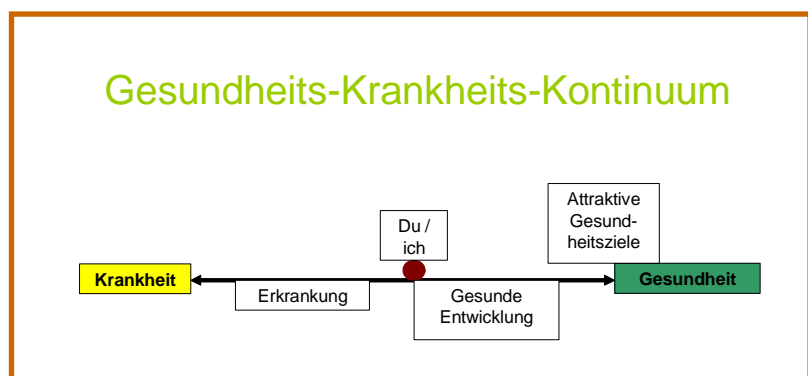 Gesundheits-Krankheits-Kontinuum
Attraktive
Gesund-
heitsziele
Du /
ich
Krankheit
Gesundheit
Erkrankung
Gesunde
Entwicklung